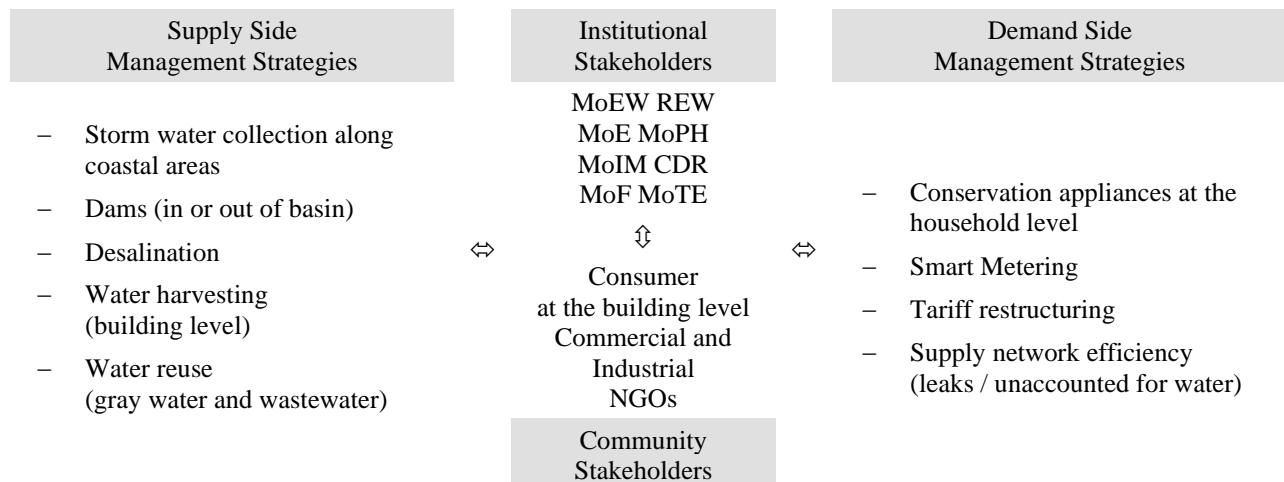 Supply Side
Management Strategies
– Storm water collection along
coastal areas
– Dams (in or out of basin)
– Desalination
– Water harvesting
(building level)
– Water reuse
(gray water and wastewater)
⬄
Institutional
Stakeholders
MoEW REW
MoE MoPH
MoIM CDR
MoF MoTE
⇳
Consumer
at the building level
Commercial and
Industrial
NGOs
Community
Stakeholders
⬄
Demand Side
Management Strategies
– Conservation appliances at the
household level
– Smart Metering
– Tariff restructuring
– Supply network efficiency
(leaks / unaccounted for water)